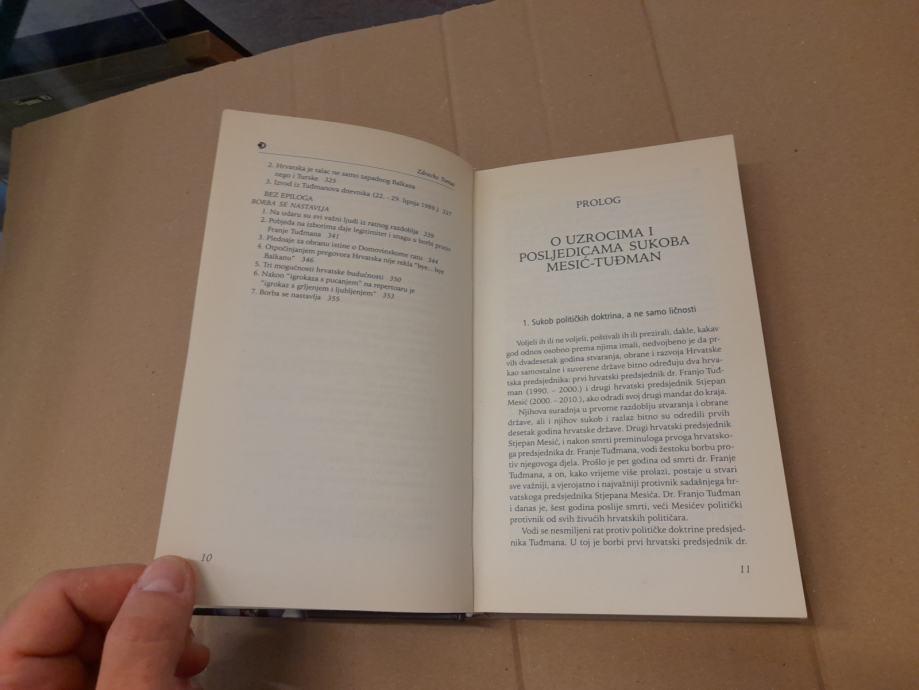 Zdravko Tomac
2. Hrvatska je talac ne samo zapadnog Balkana
nego i Turske 325
3. Izvod iz Tuđmanova dnevnika (22. - 29. lipnja 1989.) 327
BEZ EPILOGA
BORBA SE NASTAVLJA
1. Na udaru su svi važni ljudi iz ratnog razdoblja 339
2. Pobjeda na izborima daje legitimitet i snagu u borbi protiv
Franje Tuđmana 341
3. Pledoaje za obranu istine o Domovinskome ratu 344
4. Otpočinjanjem pregovora Hrvatska nije rekla "bye... bye
Balkanu" 346
5. Tri mogućnosti hrvatske budućnosti 350
6. Nakon "igrokaza s pucanjem" na repertoaru je
"igrokaz s grljenjem i ljubljenjem" 353
7. Borba se nastavlja 355
10
PROLOG
O UZROCIMA I
POSLJEDICAMA SUKOBA
MESIĆ-TUĐMAN
1. Sukob političkih doktrina, a ne samo ličnosti
Voljeli ih ili ne voljeli, poštivali ih ili prezirali, dakle, kakav
god odnos osobno prema njima imali, nedvojbeno je da pr-
vih dvadesetak godina stvaranja, obrane i razvoja Hrvatske
kao samostalne i suverene države bitno određuju dva hrva-
tska predsjednika: prvi hrvatski predsjednik dr. Franjo Tuđ-
man (1990. - 2000.) i drugi hrvatski predsjednik Stjepan
Mesić (2000. - 2010.), ako odradi svoj drugi mandat do kraja.
Njihova suradnja u prvome razdoblju stvaranja i obrane
države, ali i njihov sukob i razlaz bitno su odredili prvih
desetak godina hrvatske države. Drugi hrvatski predsjednik
Stjepan Mesić, i nakon smrti preminuloga prvoga hrvatsko-
ga predsjednika dr. Franje Tuđmana, vodi žestoku borbu pro-
tiv njegovoga djela. Prošlo je pet godina od smrti dr. Franje
Tuđmana, a on, kako vrijeme više prolazi, postaje u stvari
sve važniji, a vjerojatno i najvažniji protivnik sadašnjega hr-
vatskoga predsjednika Stjepana Mesića. Dr. Franjo Tuđman
i danas je, šest godina poslije smrti, veći Mesićev politički
protivnik od svih živućih hrvatskih političara.
Vodi se nesmiljeni rat protiv političke doktrine predsjed-
nika Tuđmana. U toj je borbi prvi hrvatski predsjednik dr.
11